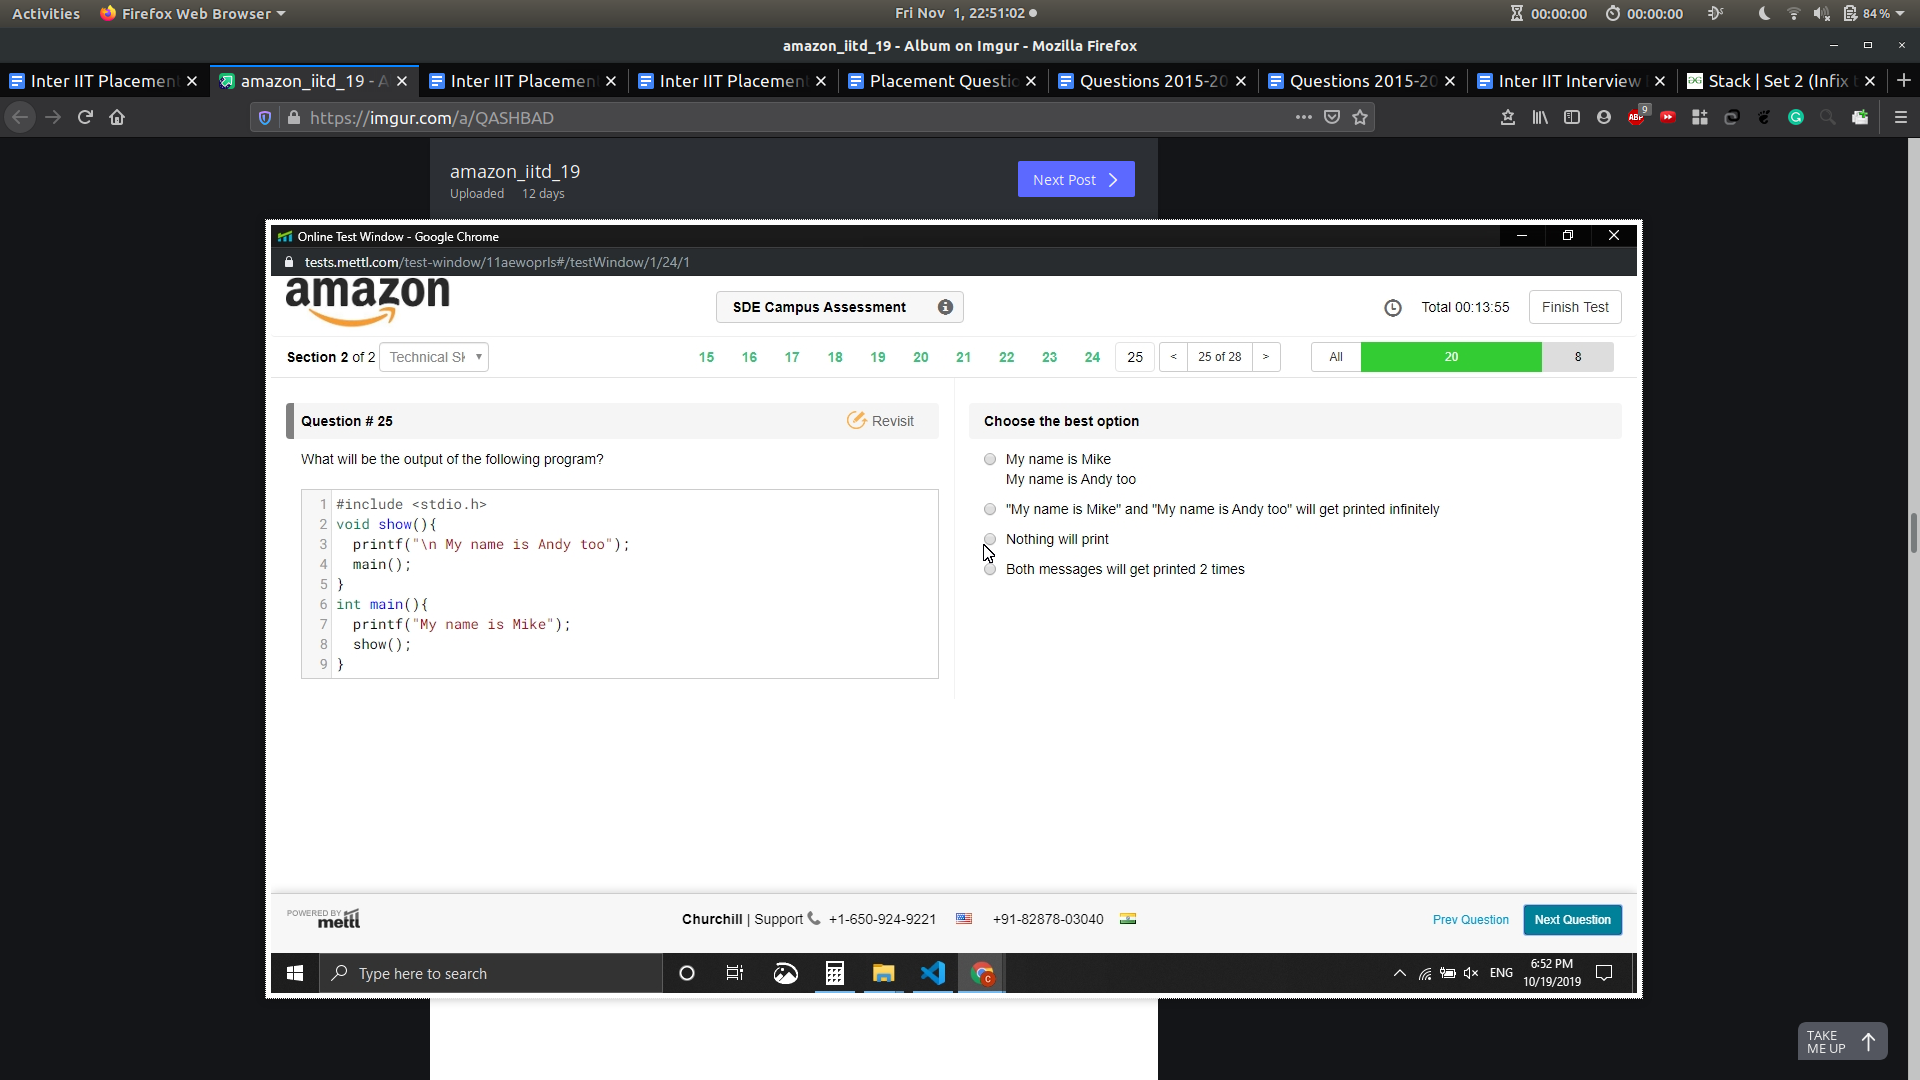 Activities Firefox Web Browser Fri Nov 1, 22:51:02 00:00:00 00:00:00 84 %
amazon_iitd_19 - Album on Imgur - Mozilla Firefox
Inter IIT Placemen amazon_iitd_19 - A Inter IIT Placemen Inter IIT Placemen Placement Questio Questions 2015-20 Questions 2015-20 Inter IIT Interview Stack | Set 2 (Infix t
https://imgur.com/a/QASHBAD ABP 9
amazon_iitd_19
Uploaded 12 days
Next Post
Online Test Window - Google Chrome
tests.mettl.com/test-window/11aewoprls#/testWindow/1/24/1
amazon
SDE Campus Assessment
Total 00:13:55 Finish Test
Section 2 of 2 Technical Sk 15 16 17 18 19 20 21 22 23 24 25 < 25 of 28 > All 20 8
Question # 25 Revisit
What will be the output of the following program?
1 #include <stdio.h>
2 void show(){
3 printf("\n My name is Andy too");
4 main();
5 }
6 int main(){
7 printf("My name is Mike");
8 show();
9 }
Choose the best option
My name is Mike
My name is Andy too
"My name is Mike" and "My name is Andy too" will get printed infinitely
Nothing will print
Both messages will get printed 2 times
POWERED BY
mettl
Churchill | Support +1-650-924-9221 +91-82878-03040
Prev Question Next Question
Type here to search
ENG
6:52 PM
10/19/2019
TAKE
ME UP